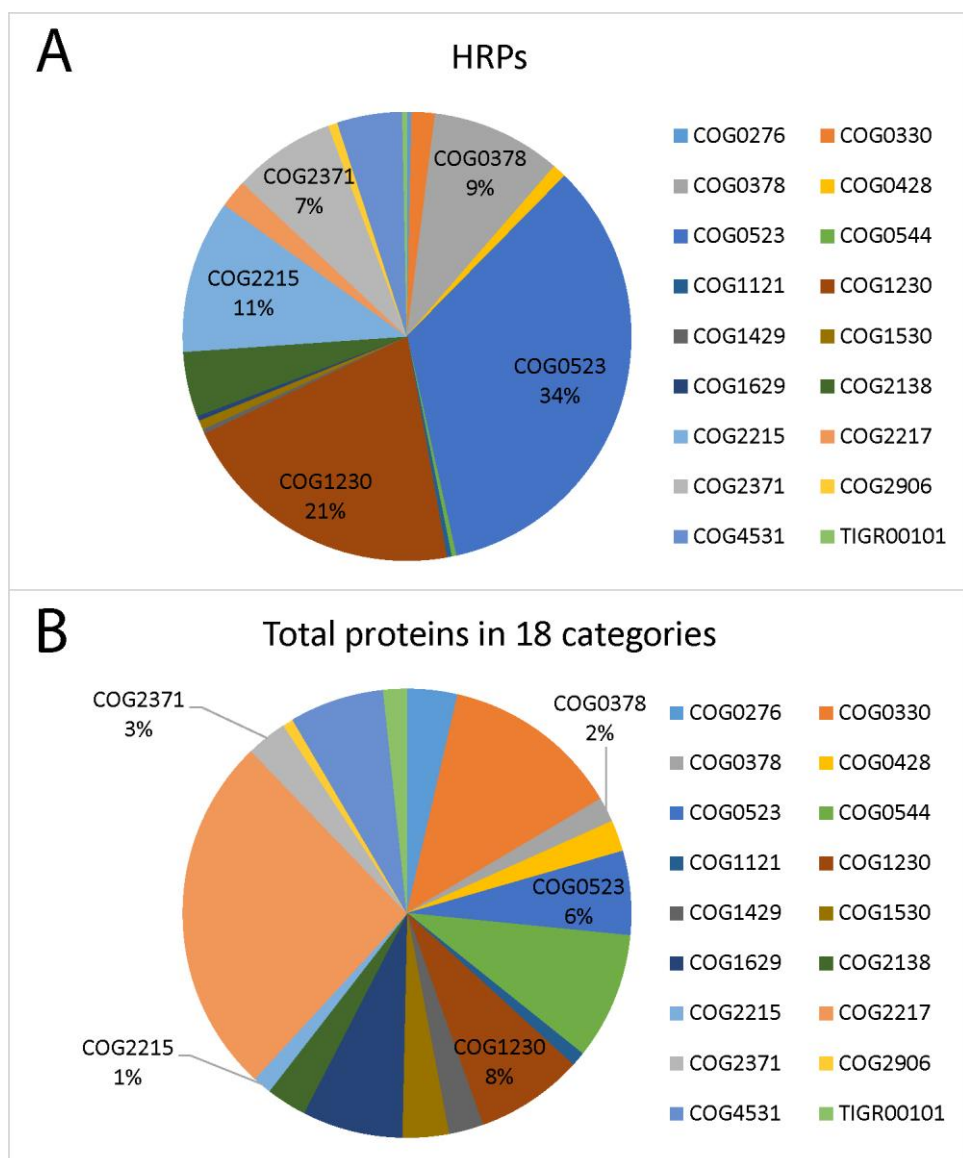 A
HRPs
COG0378
9%
COG2371
7%
COG2215
11%
COG0523
34%
COG1230
21%
COG0276 COG0330
COG0378 COG0428
COG0523 COG0544
COG1121 COG1230
COG1429 COG1530
COG1629 COG2138
COG2215 COG2217
COG2371 COG2906
COG4531 TIGR00101
B
Total proteins in 18 categories
COG2371
3%
COG0378
2%
COG0523
6%
COG1230
8%
COG2215
1%
COG0276 COG0330
COG0378 COG0428
COG0523 COG0544
COG1121 COG1230
COG1429 COG1530
COG1629 COG2138
COG2215 COG2217
COG2371 COG2906
COG4531 TIGR00101